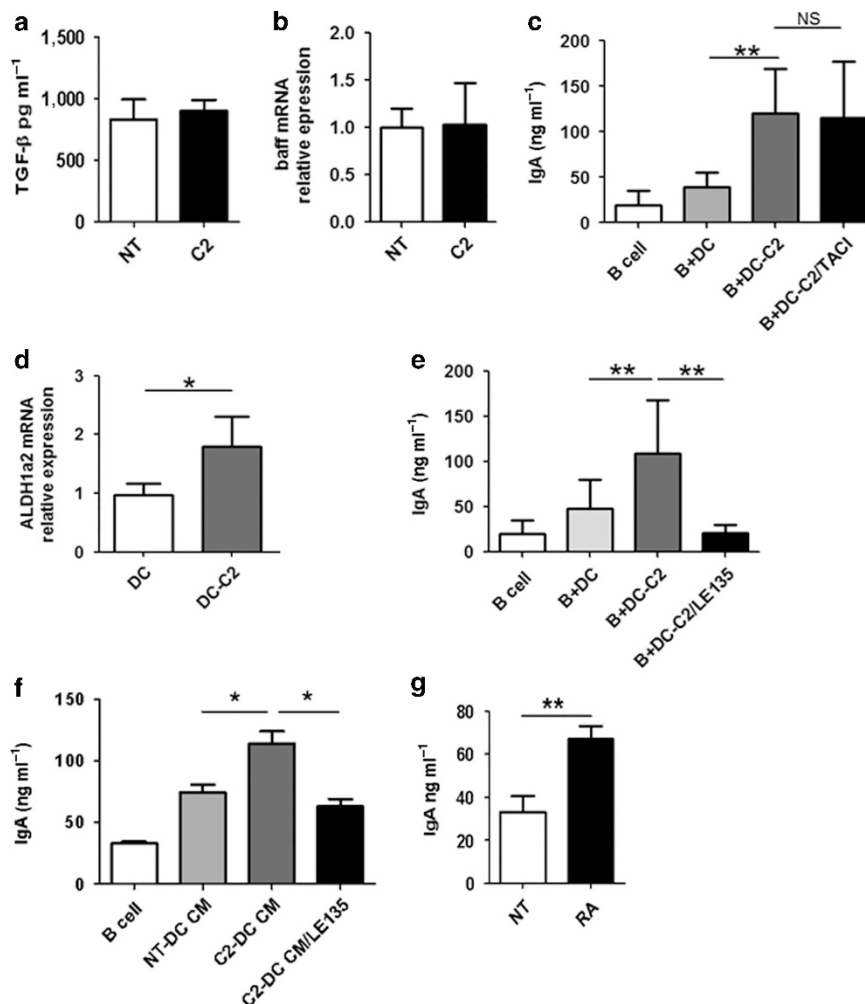 a
TGF-β pg ml⁻¹
1,500
1,000
500
0
NT
C2
b
baff mRNA
relative epression
2.0
1.5
1.0
0.5
0.0
NT
C2
c
IgA (ng ml⁻¹)
200
150
100
50
0
**
NS
B cell
B+DC
B+DC-C2
B+DC-C2/TACI
d
ALDH1a2 mRNA
relative expression
3
2
1
0
*
DC
DC-C2
e
IgA (ng ml⁻¹)
200
150
100
50
0
**
**
B cell
B+DC
B+DC-C2
B+DC-C2/LE135
f
IgA (ng ml⁻¹)
150
100
50
0
*
*
B cell
NT-DC CM
C2-DC CM
C2-DC CM/LE135
g
IgA ng ml⁻¹
80
60
40
20
0
**
NT
RA